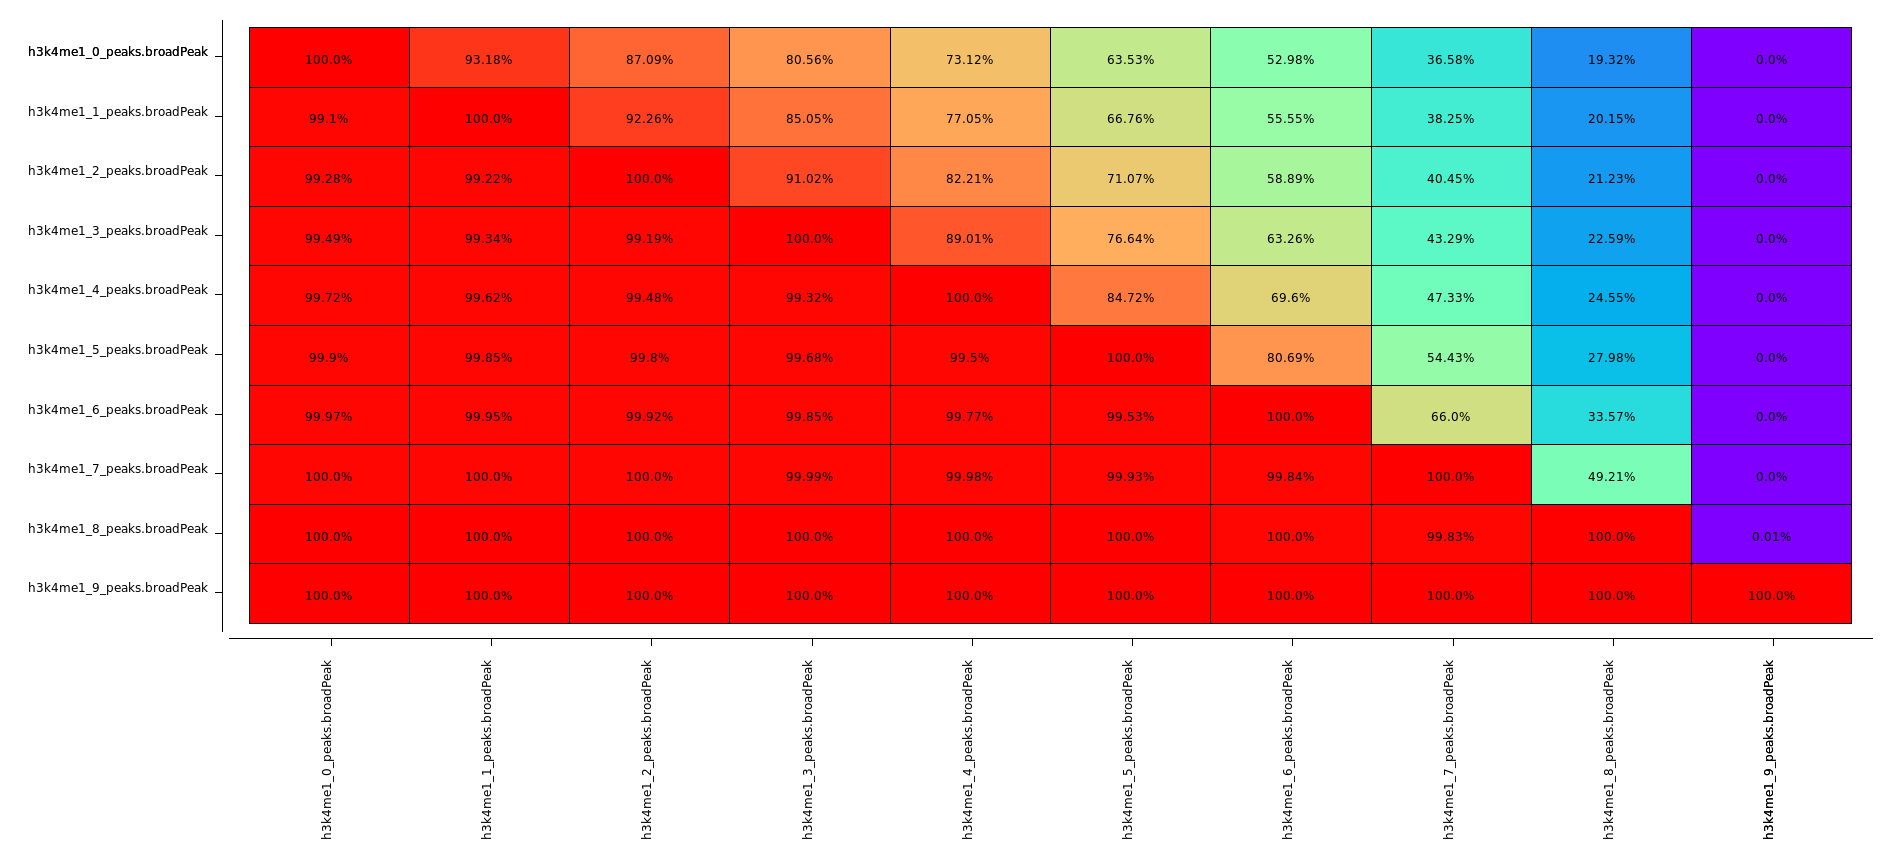 h3k4me1_0_peaks.broadPeak 100.0% 93.18% 87.09% 80.56% 73.12% 63.53% 52.98% 36.58% 19.32% 0.0%
h3k4me1_1_peaks.broadPeak 99.1% 100.0% 92.26% 85.05% 77.05% 66.76% 55.55% 38.25% 20.15% 0.0%
h3k4me1_2_peaks.broadPeak 99.28% 99.22% 100.0% 91.02% 82.21% 71.07% 58.89% 40.45% 21.23% 0.0%
h3k4me1_3_peaks.broadPeak 99.49% 99.34% 99.19% 100.0% 89.01% 76.64% 63.26% 43.29% 22.59% 0.0%
h3k4me1_4_peaks.broadPeak 99.72% 99.62% 99.48% 99.32% 100.0% 84.72% 69.6% 47.33% 24.55% 0.0%
h3k4me1_5_peaks.broadPeak 99.9% 99.85% 99.8% 99.68% 99.5% 100.0% 80.69% 54.43% 27.98% 0.0%
h3k4me1_6_peaks.broadPeak 99.97% 99.95% 99.92% 99.85% 99.77% 99.53% 100.0% 66.0% 33.57% 0.0%
h3k4me1_7_peaks.broadPeak 100.0% 100.0% 100.0% 99.99% 99.98% 99.93% 99.84% 100.0% 49.21% 0.0%
h3k4me1_8_peaks.broadPeak 100.0% 100.0% 100.0% 100.0% 100.0% 100.0% 100.0% 99.83% 100.0% 0.01%
h3k4me1_9_peaks.broadPeak 100.0% 100.0% 100.0% 100.0% 100.0% 100.0% 100.0% 100.0% 100.0% 100.0%
h3k4me1_0_peaks.broadPeak
h3k4me1_1_peaks.broadPeak
h3k4me1_2_peaks.broadPeak
h3k4me1_3_peaks.broadPeak
h3k4me1_4_peaks.broadPeak
h3k4me1_5_peaks.broadPeak
h3k4me1_6_peaks.broadPeak
h3k4me1_7_peaks.broadPeak
h3k4me1_8_peaks.broadPeak
h3k4me1_9_peaks.broadPeak